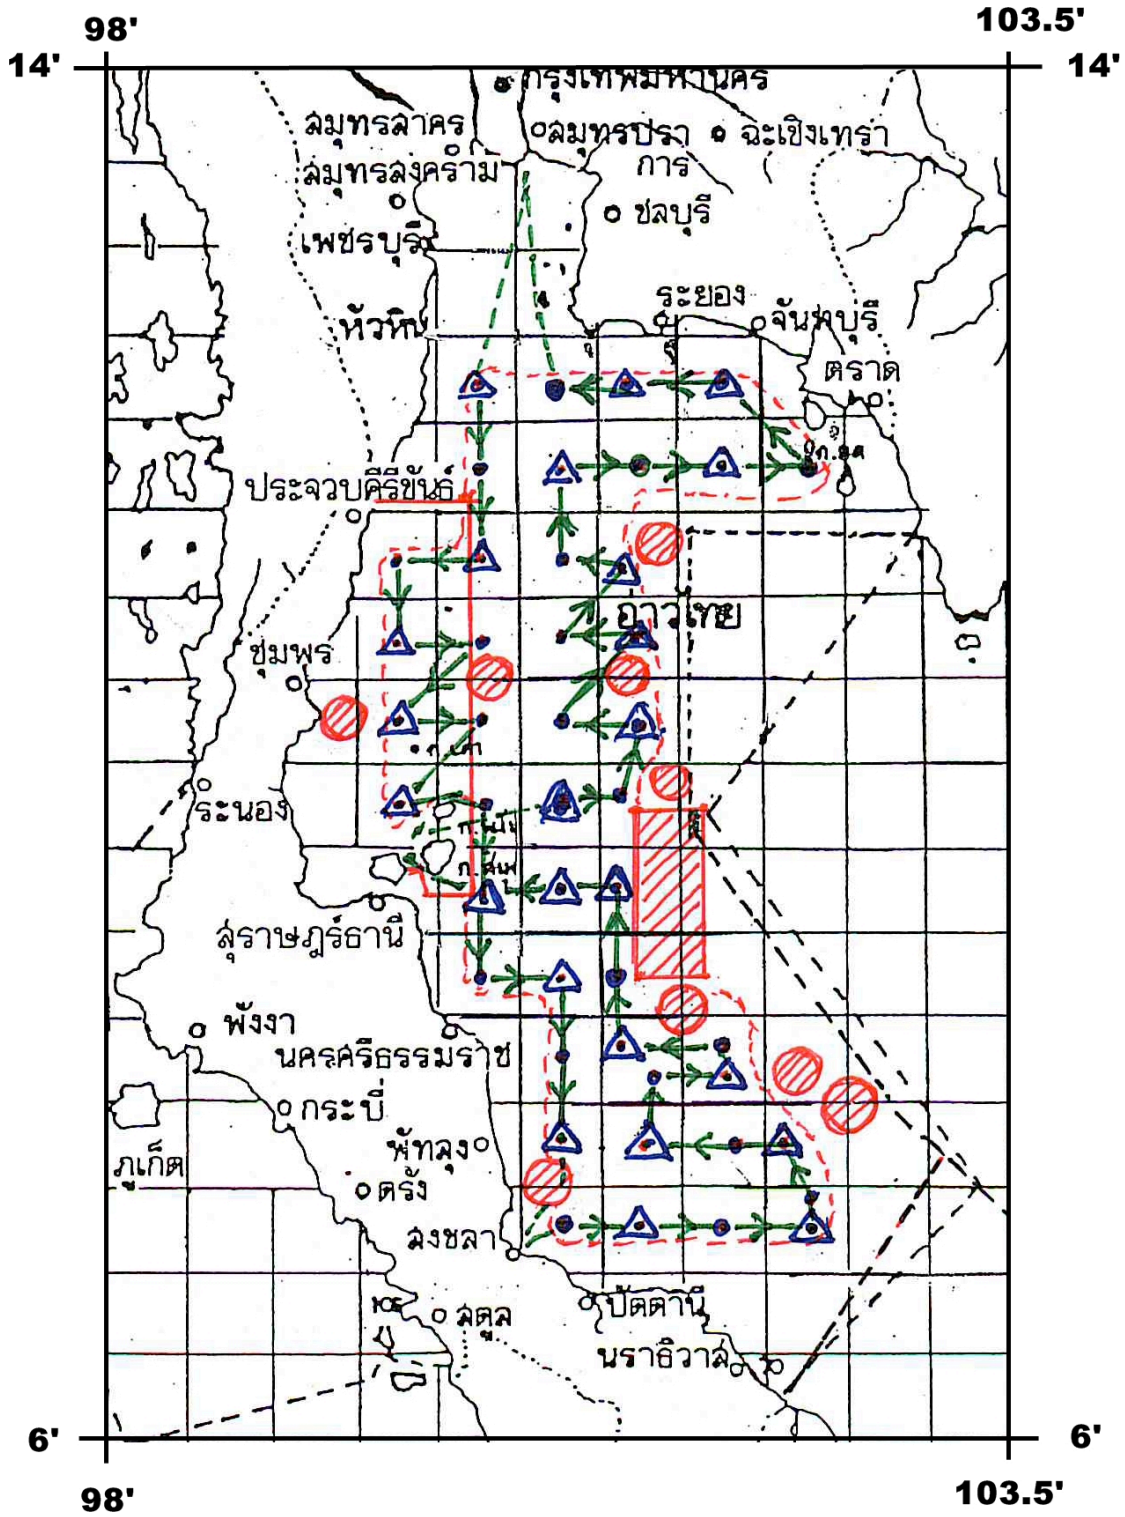 98'
103.5'
14'
14'
กรุงเทพมหานคร
สมุทรสาคร
สมุทรปรา
การ
ฉะเชิงเทรา
สมุทรสงคราม
ชลบุรี
เพชรบุรี
ระยอง
หัวหิน
จันทบุรี
ตราด
ประจวบคีรีขันธ์
อ่าวไทย
ชุมพร
ระนอง
สุราษฎร์ธานี
พังงา
นครศรีธรรมราช
กระบี่
พัทลุง
ภูเก็ต
ตรัง
สงขลา
ปัตตานี
สตูล
นราธิวาส
6'
6'
98'
103.5'